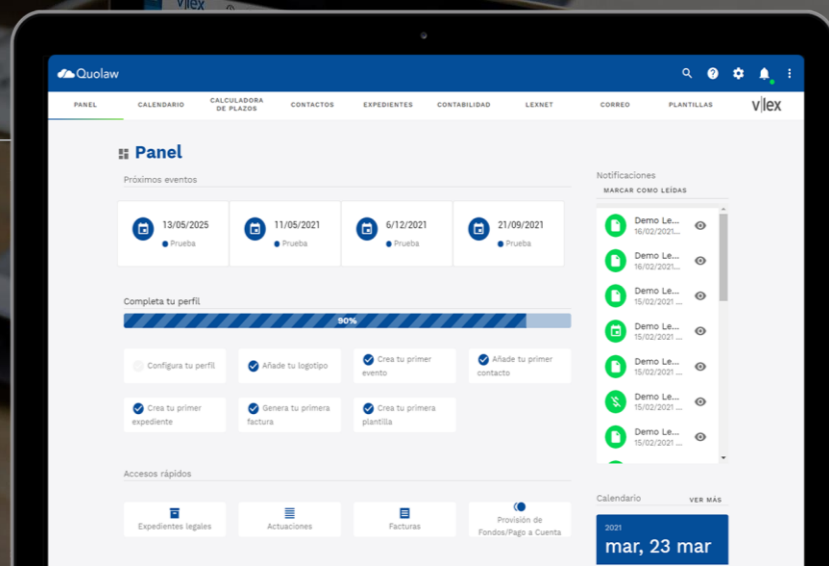 vlex
Quolaw
PANEL
CALENDARIO
CALCULADORA
DE PLAZOS
CONTACTOS
EXPEDIENTES
CONTABILIDAD
LEXNET
CORREO
PLANTILLAS
v|lex
Panel
Próximos eventos
13/05/2025
Prueba
11/05/2021
Prueba
6/12/2021
Prueba
21/09/2021
Prueba
Completa tu perfil
90%
Configura tu perfil
Añade tu logotipo
Crea tu primer
evento
Añade tu primer
contacto
Crea tu primer
expediente
Genera tu primera
factura
Crea tu primera
plantilla
Accesos rápidos
Expedientes legales
Actuaciones
Facturas
Provisión de
Fondos/Pago a Cuenta
Notificaciones
MARCAR COMO LEÍDAS
Demo Le...
16/02/2021...
Demo Le...
16/02/2021...
Demo Le...
15/02/2021 ...
Demo Le...
15/02/2021 ...
Demo Le...
15/02/2021 ...
Demo Le...
15/02/2021 ...
Demo Le...
15/02/2021 ...
Calendario
VER MÁS
2021
mar, 23 mar